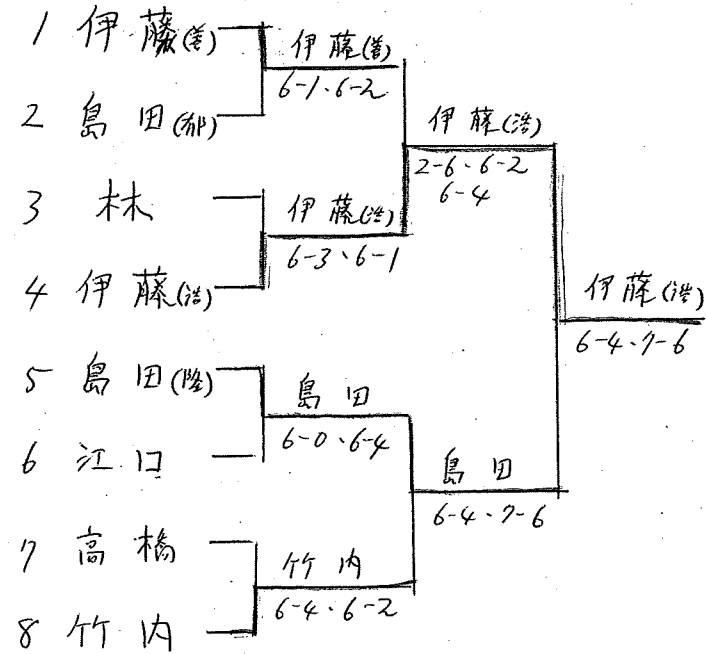 1 伊藤(善)
2 島田(郁)
3 林
4 伊藤(浩)
5 島田(隆)
6 江口
7 高橋
8 竹内
伊藤(善)
6-1、6-2
伊藤(浩)
6-3、6-1
島田
6-0、6-4
竹内
6-4、6-2
伊藤(浩)
2-6、6-2
6-4
島田
6-4、7-6
伊藤(浩)
6-4、7-6